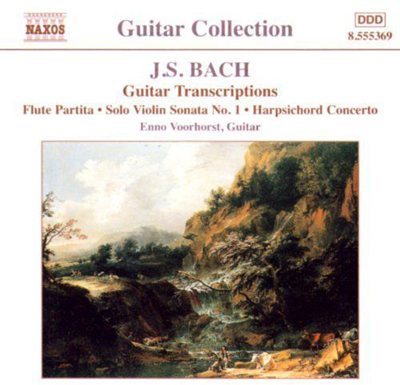 NAXOS
Guitar Collection
DDD
8.555369
J.S. BACH
Guitar Transcriptions
Flute Partita • Solo Violin Sonata No. 1 • Harpsichord Concerto
Enno Voorhorst, Guitar